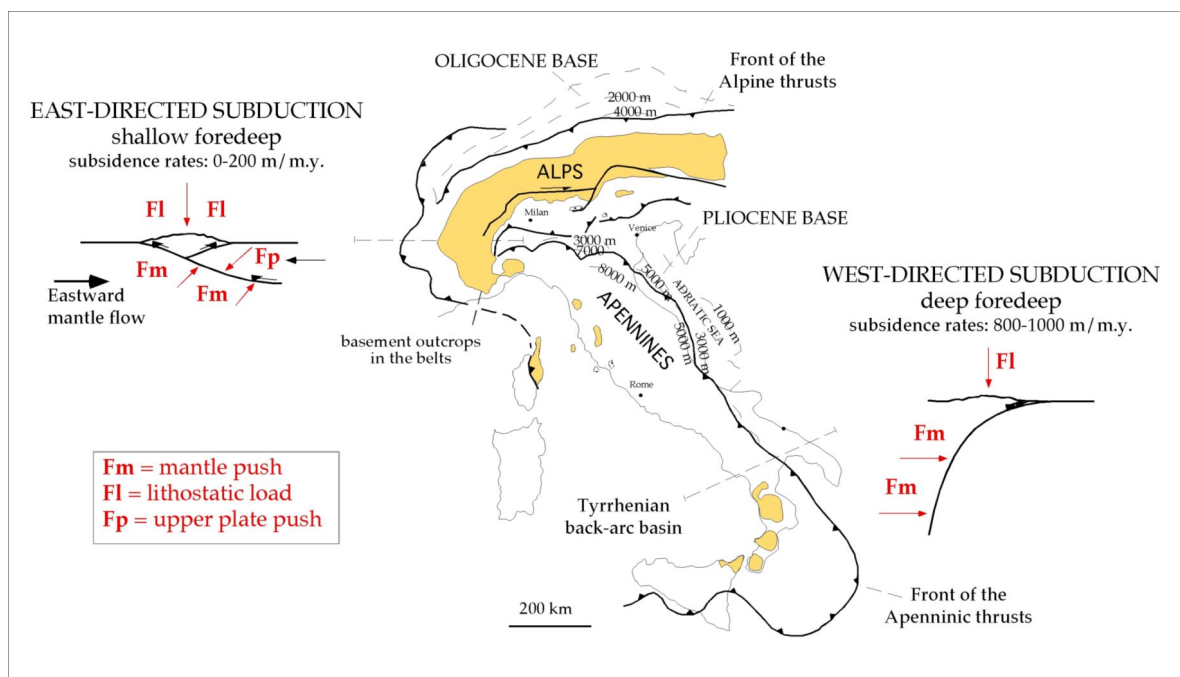 OLIGOCENE BASE
Front of the
Alpine thrusts
2000 m
4000 m
EAST-DIRECTED SUBDUCTION
shallow foredeep
subsidence rates: 0-200 m/m.y.
Fl
Fl
Fm
Fp
Fm
Eastward
mantle flow
ALPS
Milan
Venice
PLIOCENE BASE
3000 m
7000
8000 m
5000 m
ADRIATIC SEA
1000 m
5000 m
3000 m
APENNINES
Rome
basement outcrops
in the belts
WEST-DIRECTED SUBDUCTION
deep foredeep
subsidence rates: 800-1000 m/m.y.
Fl
Fm
Fm
Fm = mantle push
Fl = lithostatic load
Fp = upper plate push
Tyrrhenian
back-arc basin
200 km
Front of the
Apenninic thrusts